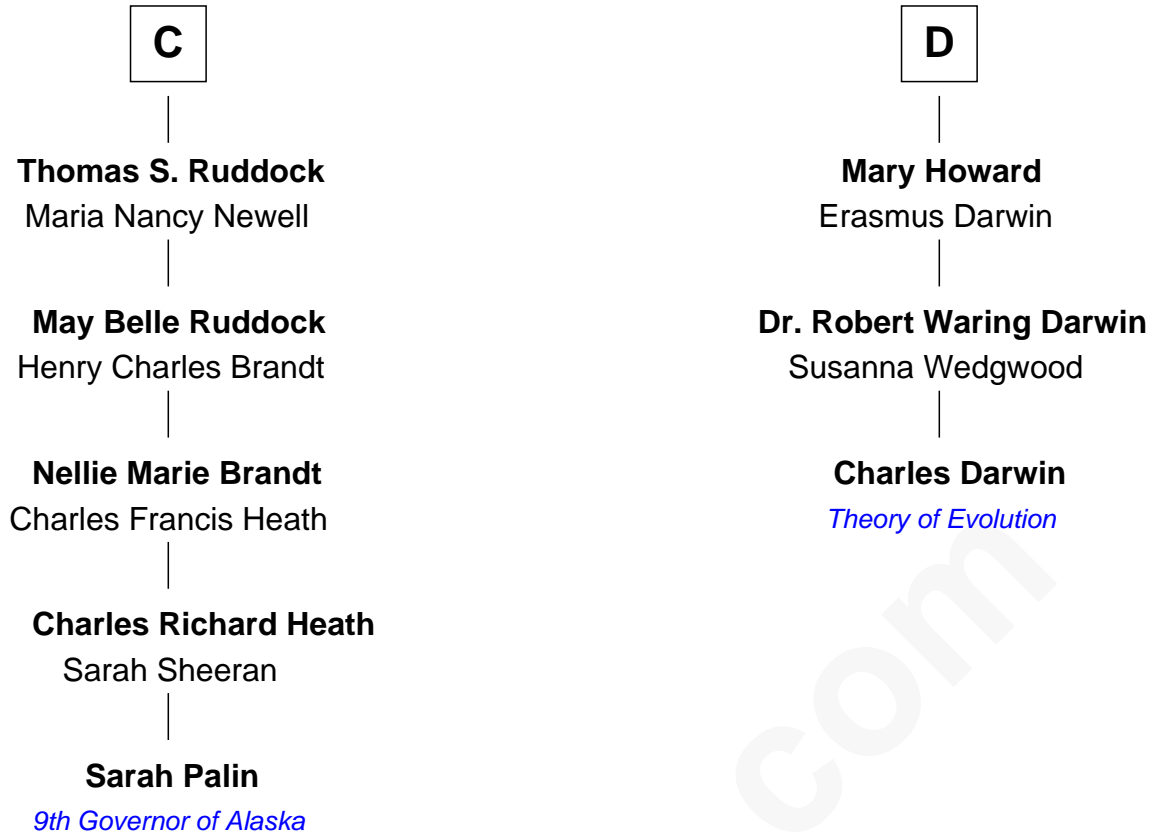 C
Thomas S. Ruddock
Maria Nancy Newell
May Belle Ruddock
Henry Charles Brandt
Nellie Marie Brandt
Charles Francis Heath
Charles Richard Heath
Sarah Sheeran
Sarah Palin
9th Governor of Alaska
D
Mary Howard
Erasmus Darwin
Dr. Robert Waring Darwin
Susanna Wedgwood
Charles Darwin
Theory of Evolution
com